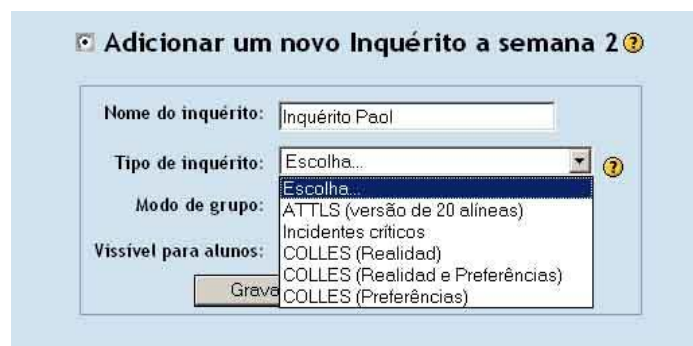 Adicionar um novo Inquérito a semana 2
Nome do inquérito: Inquérito Paol
Tipo de inquérito: Escolha...
Escolha...
Modo de grupo: ATTLS (versão de 20 alíneas)
Incidentes críticos
Vissível para alunos: COLLES (Realidad)
COLLES (Realidad e Preferências)
Grava COLLES (Preferências)